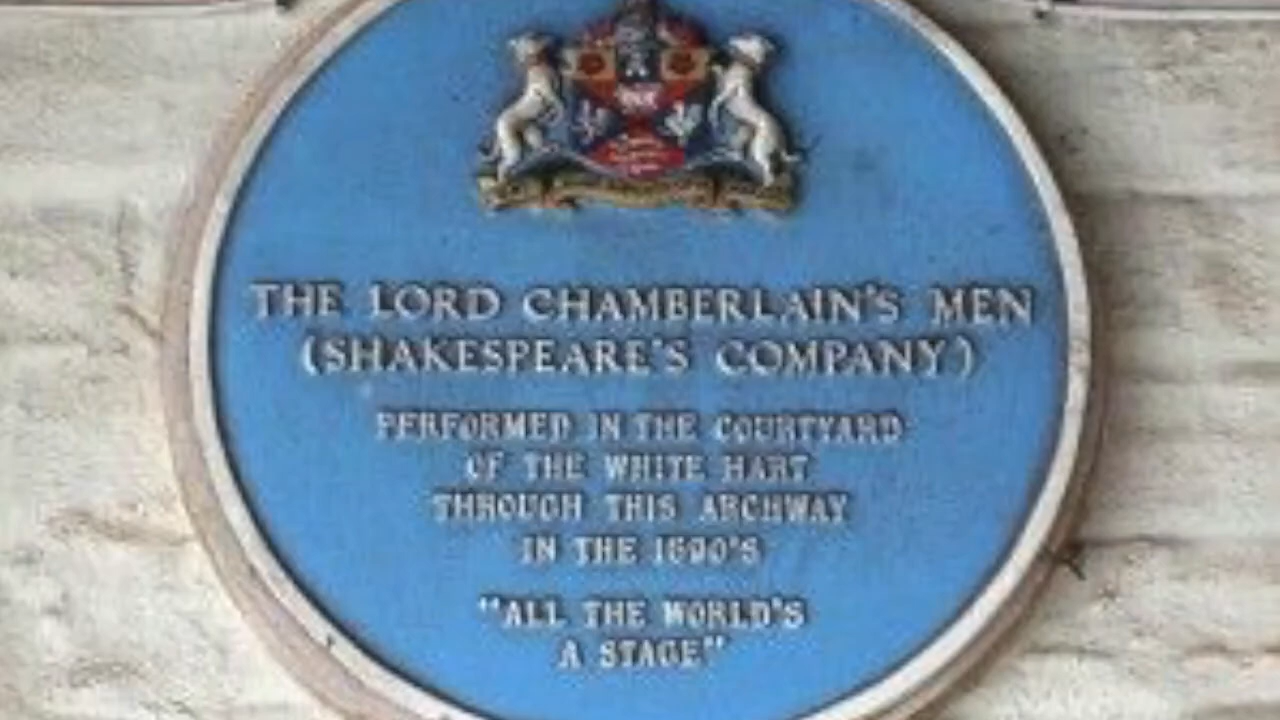 THE LORD CHAMBERLAIN'S MEN
(SHAKESPEARE'S COMPANY)
PERFORMED IN THE COURTYARD
OF THE WHITE HART
THROUGH THIS ARCHWAY
IN THE 1590'S
"ALL THE WORLD'S
A STAGE"